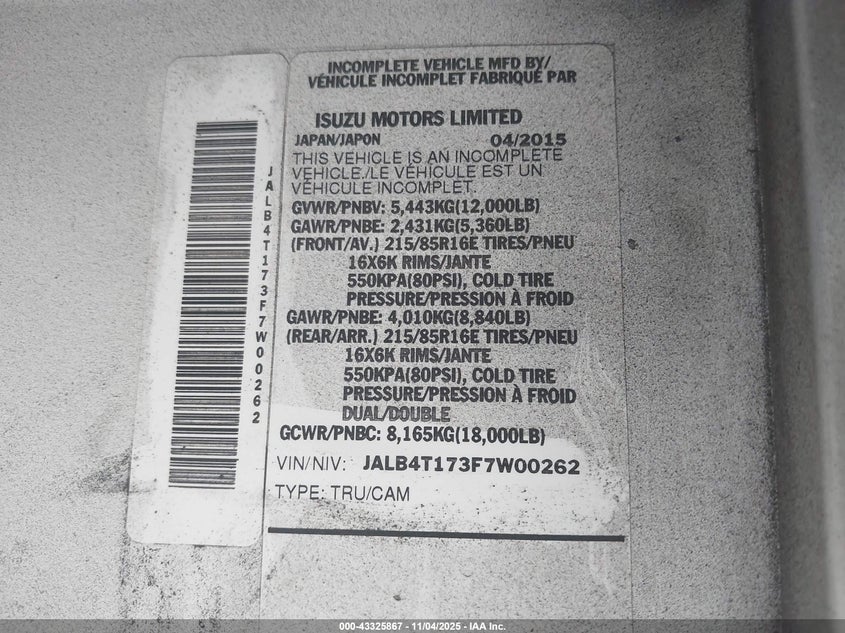 INCOMPLETE VEHICLE MFD BY/
VÉHICULE INCOMPLET FABRIQUÉ PAR
ISUZU MOTORS LIMITED
JAPAN/JAPON 04/2015
THIS VEHICLE IS AN INCOMPLETE
VEHICLE./LE VÉHICULE EST UN
VÉHICULE INCOMPLET.
GVWR/PNBV: 5,443KG(12,000LB)
GAWR/PNBE: 2,431KG(5,360LB)
(FRONT/AV.) 215/85R16E TIRES/PNEU
16X6K RIMS/JANTE
550KPA(80PSI), COLD TIRE
PRESSURE/PRESSION À FROID
GAWR/PNBE: 4,010KG(8,840LB)
(REAR/ARR.) 215/85R16E TIRES/PNEU
16X6K RIMS/JANTE
550KPA(80PSI), COLD TIRE
PRESSURE/PRESSION À FROID
DUAL/DOUBLE
GCWR/PNBC: 8,165KG(18,000LB)
VIN/NIV: JALB4T173F7W00262
TYPE: TRU/CAM
JALB4T173F7W00262
000-43325867 - 11/04/2025 - IAA Inc.